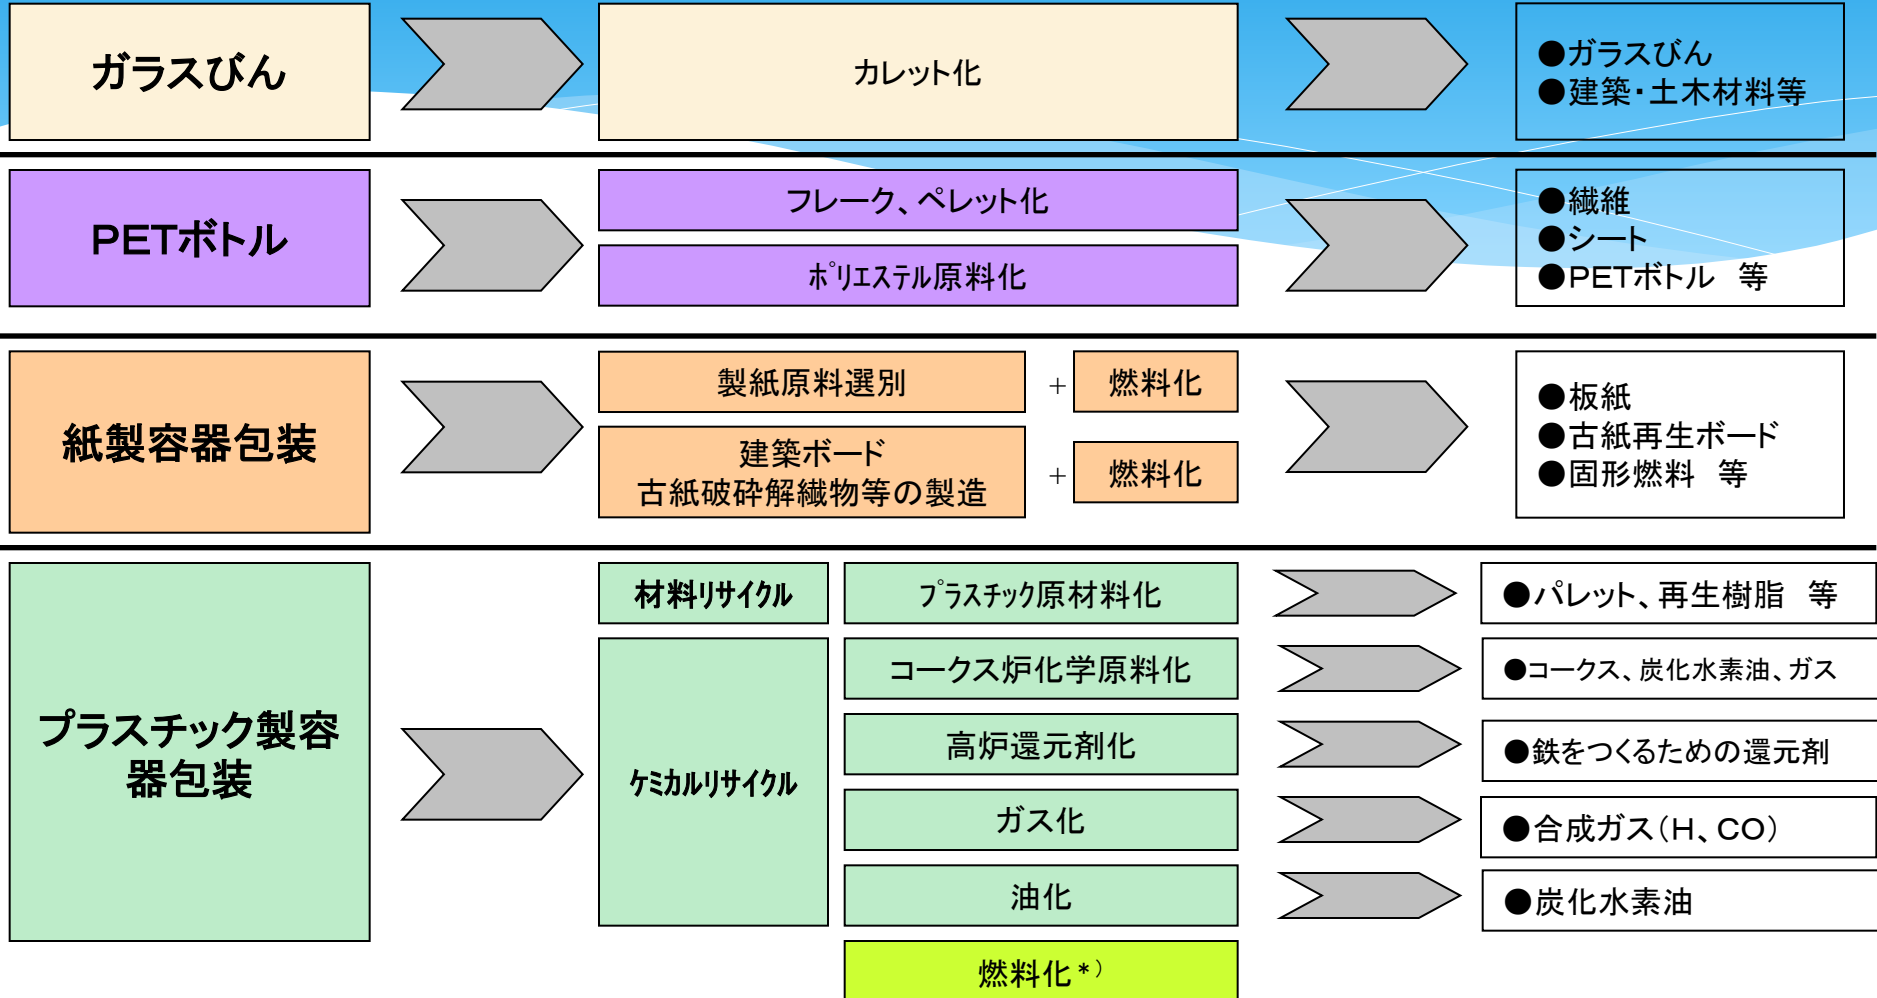 ガラスびん
カレット化
●ガラスびん
●建築・土木材料等
PETボトル
フレーク、ペレット化
ﾎﾟﾘｴｽﾃﾙ原料化
●繊維
●シート
●PETボトル　等
紙製容器包装
製紙原料選別
+
燃料化
建築ボード
古紙破砕解繊物等の製造
+
燃料化
●板紙
●古紙再生ボード
●固形燃料　等
プラスチック製容
器包装
材料ﾘｻｲｸﾙ
ﾌﾟﾗｽﾁｯｸ原材料化
●パレット、再生樹脂　等
ｹﾐｶﾙﾘｻｲｸﾙ
コークス炉化学原料化
●コークス、炭化水素油、ガス
高炉還元剤化
●鉄をつくるための還元剤
ガス化
●合成ガス(H、CO)
油化
●炭化水素油
燃料化*)